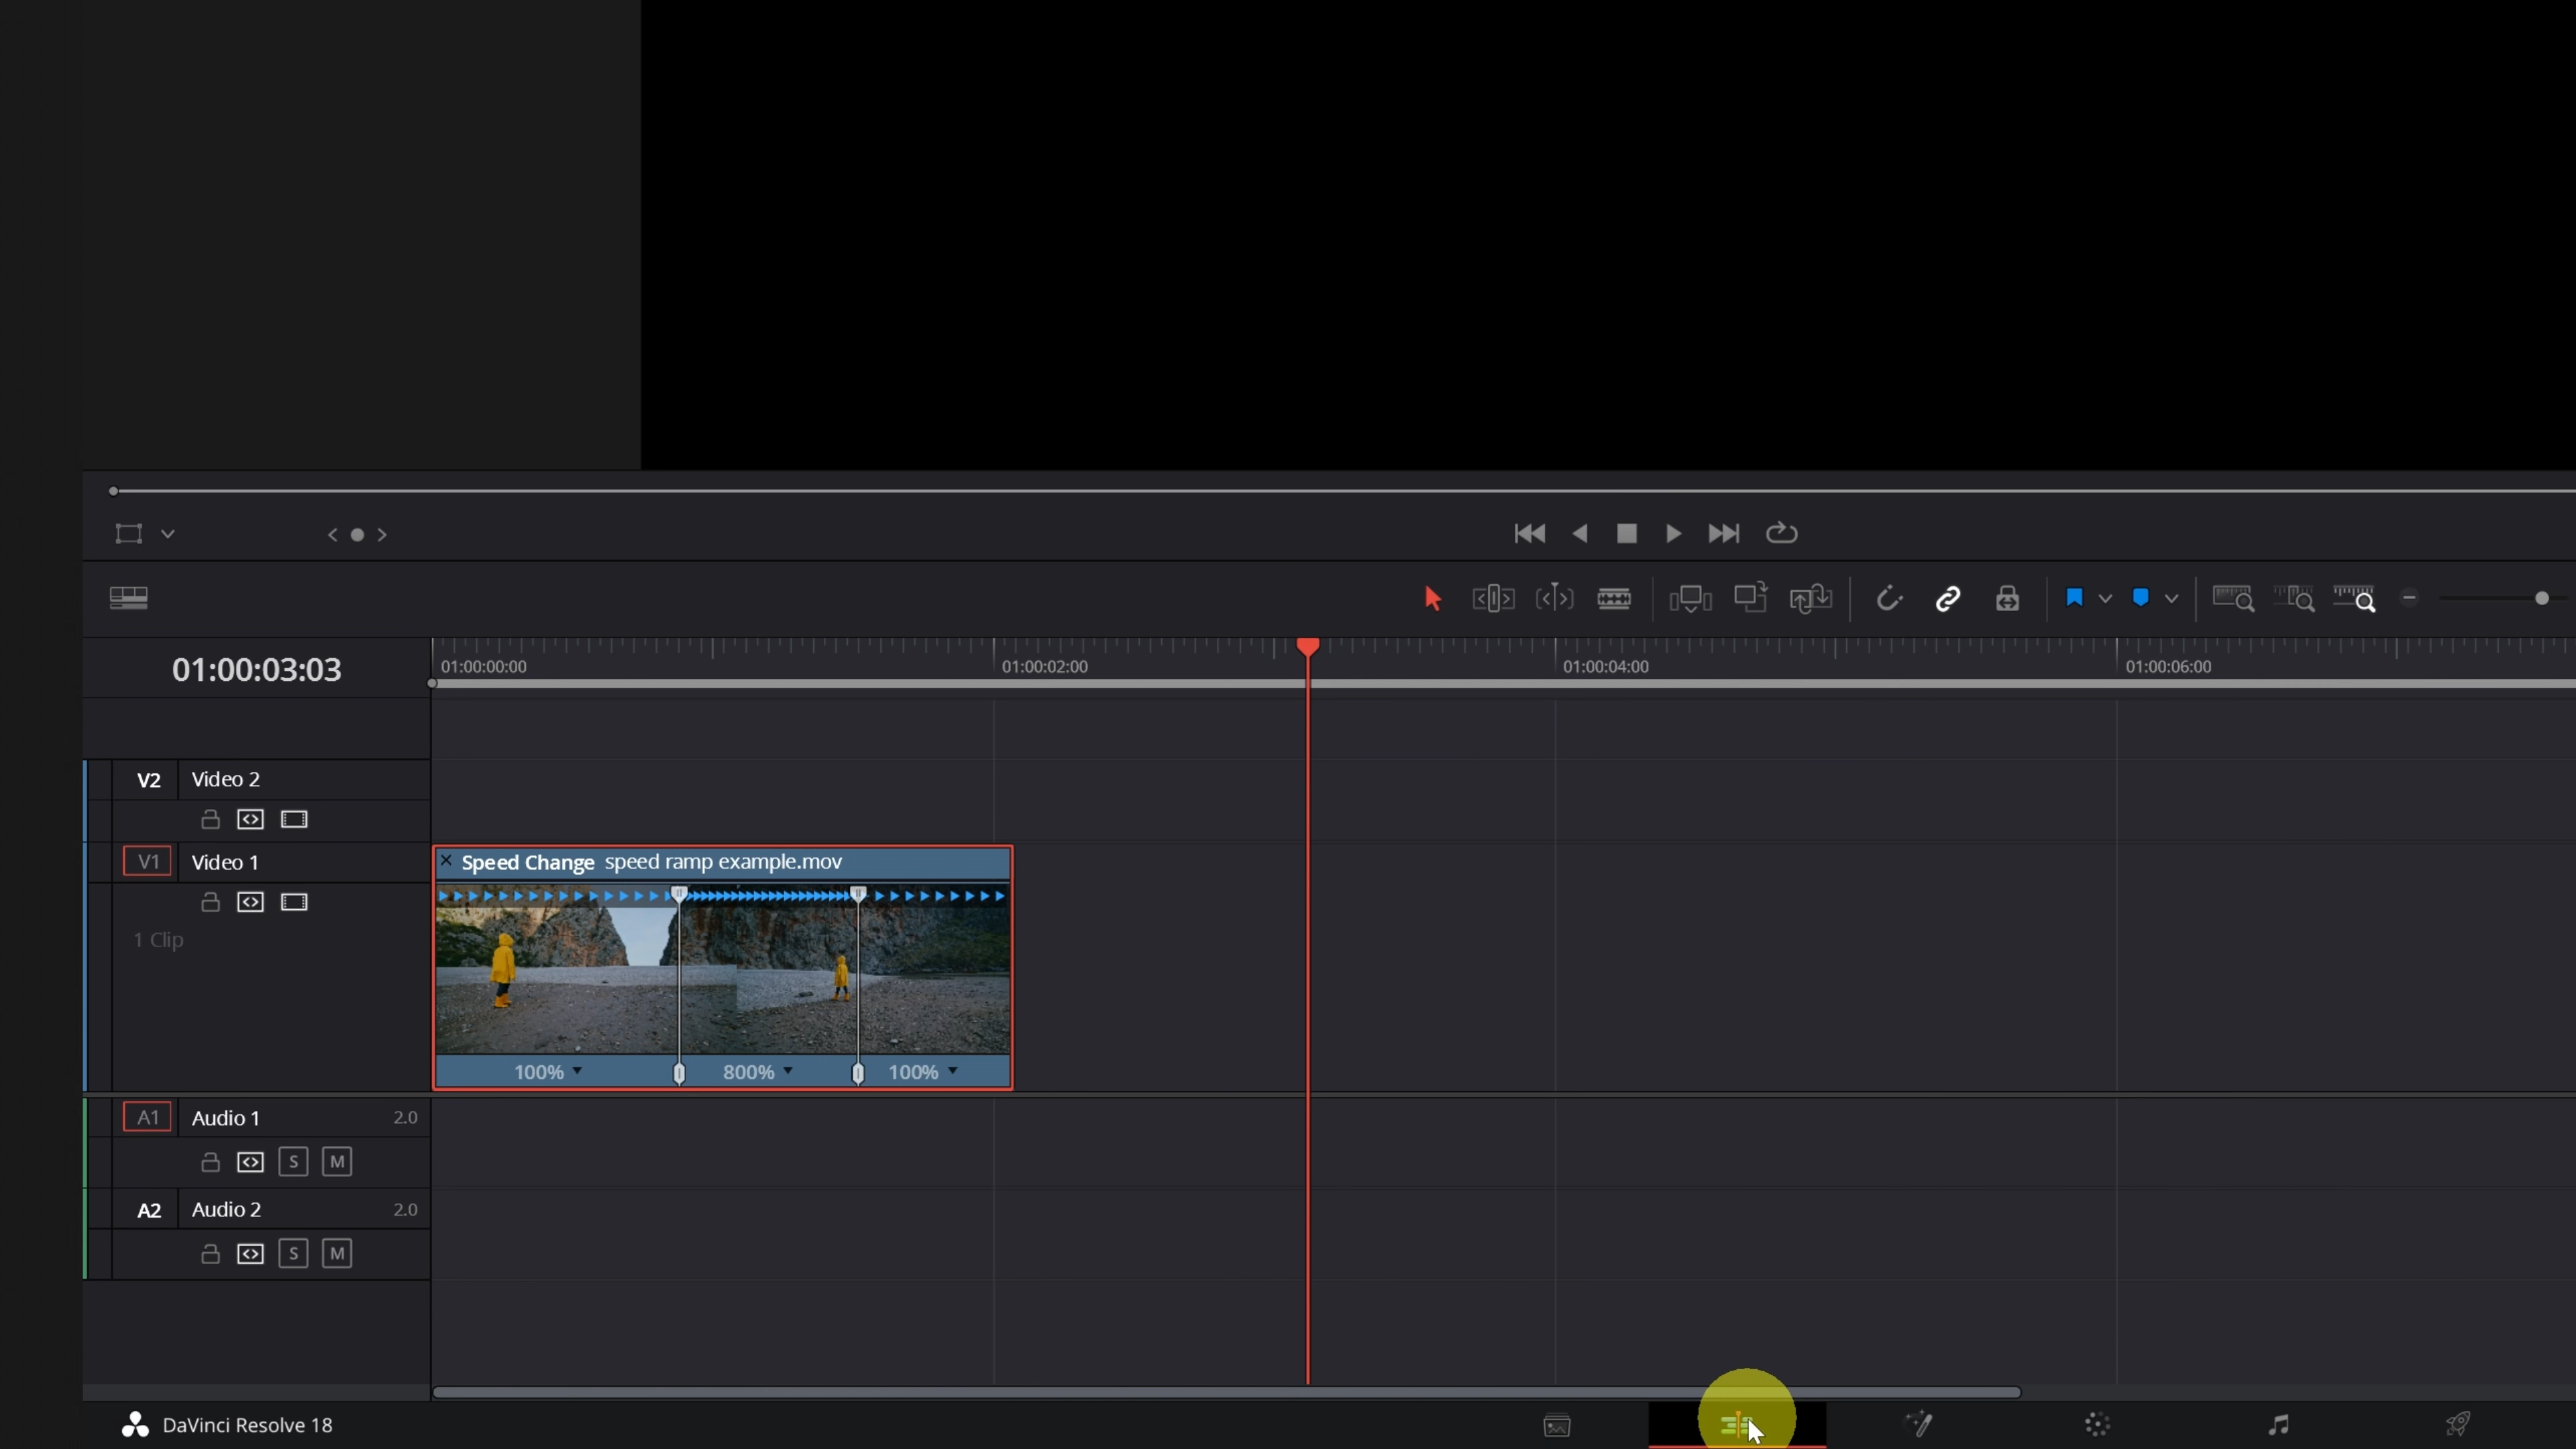 01:00:03:03
01:00:00:00
01:00:02:00
01:00:04:00
01:00:06:00
V2 Video 2
V1 Video 1
1 Clip
Speed Change speed ramp example.mov
100% 800% 100%
A1 Audio 1 2.0
S M
A2 Audio 2 2.0
S M
DaVinci Resolve 18